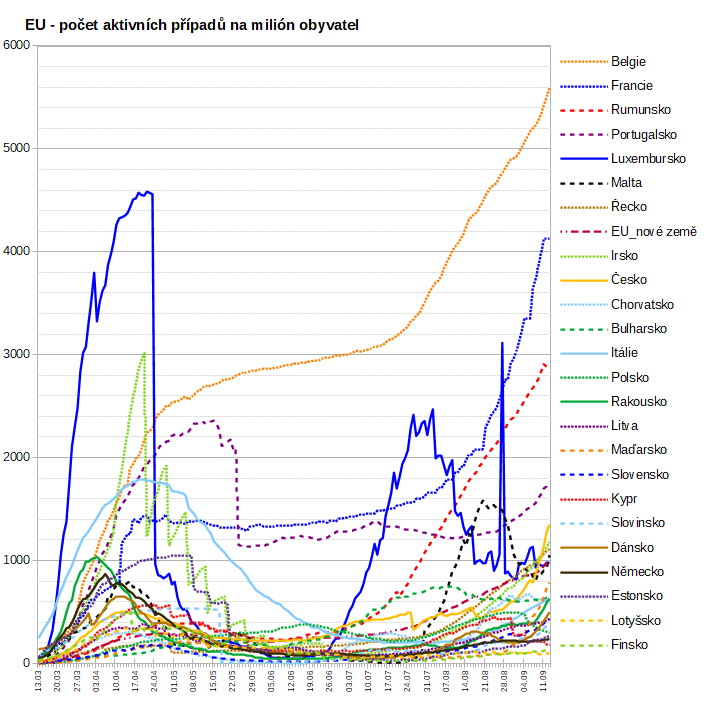 EU - počet aktivních případů na milión obyvatel
6000
5000
4000
3000
2000
1000
0
13.03 20.03 27.03 03.04 10.04 17.04 24.04 01.05 08.05 15.05 22.05 29.05 05.06 12.06 19.06 26.06 03.07 10.07 17.07 24.07 31.07 07.08 14.08 21.08 28.08 04.09 11.09
Belgie
Francie
Rumunsko
Portugalsko
Luxembursko
Malta
Řecko
EU_nové země
Irsko
Česko
Chorvatsko
Bulharsko
Itálie
Polsko
Rakousko
Litva
Maďarsko
Slovensko
Kypr
Slovinsko
Dánsko
Německo
Estonsko
Lotyšsko
Finsko